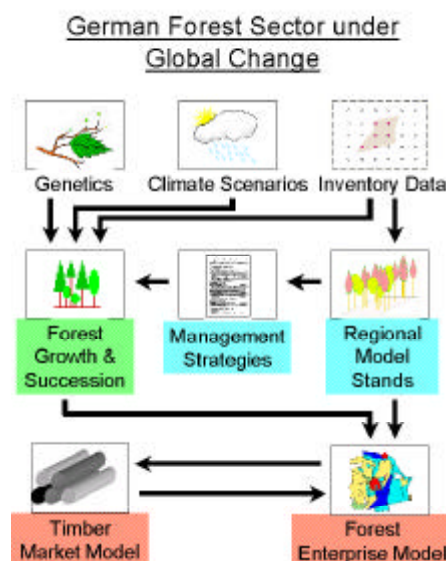 German Forest Sector under
Global Change
Genetics
Climate Scenarios
Inventory Data
Forest
Growth &
Succession
Management
Strategies
Regional
Model
Stands
Timber
Market Model
Forest
Enterprise Model